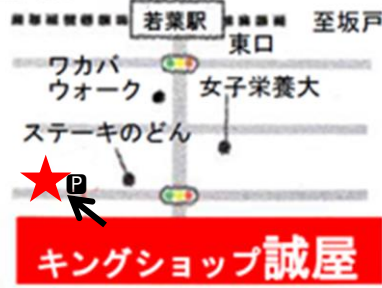 若葉駅
至坂戸
東口
ワカバ
ウォーク
女子栄養大
ステーキのどん
P
キングショップ誠屋